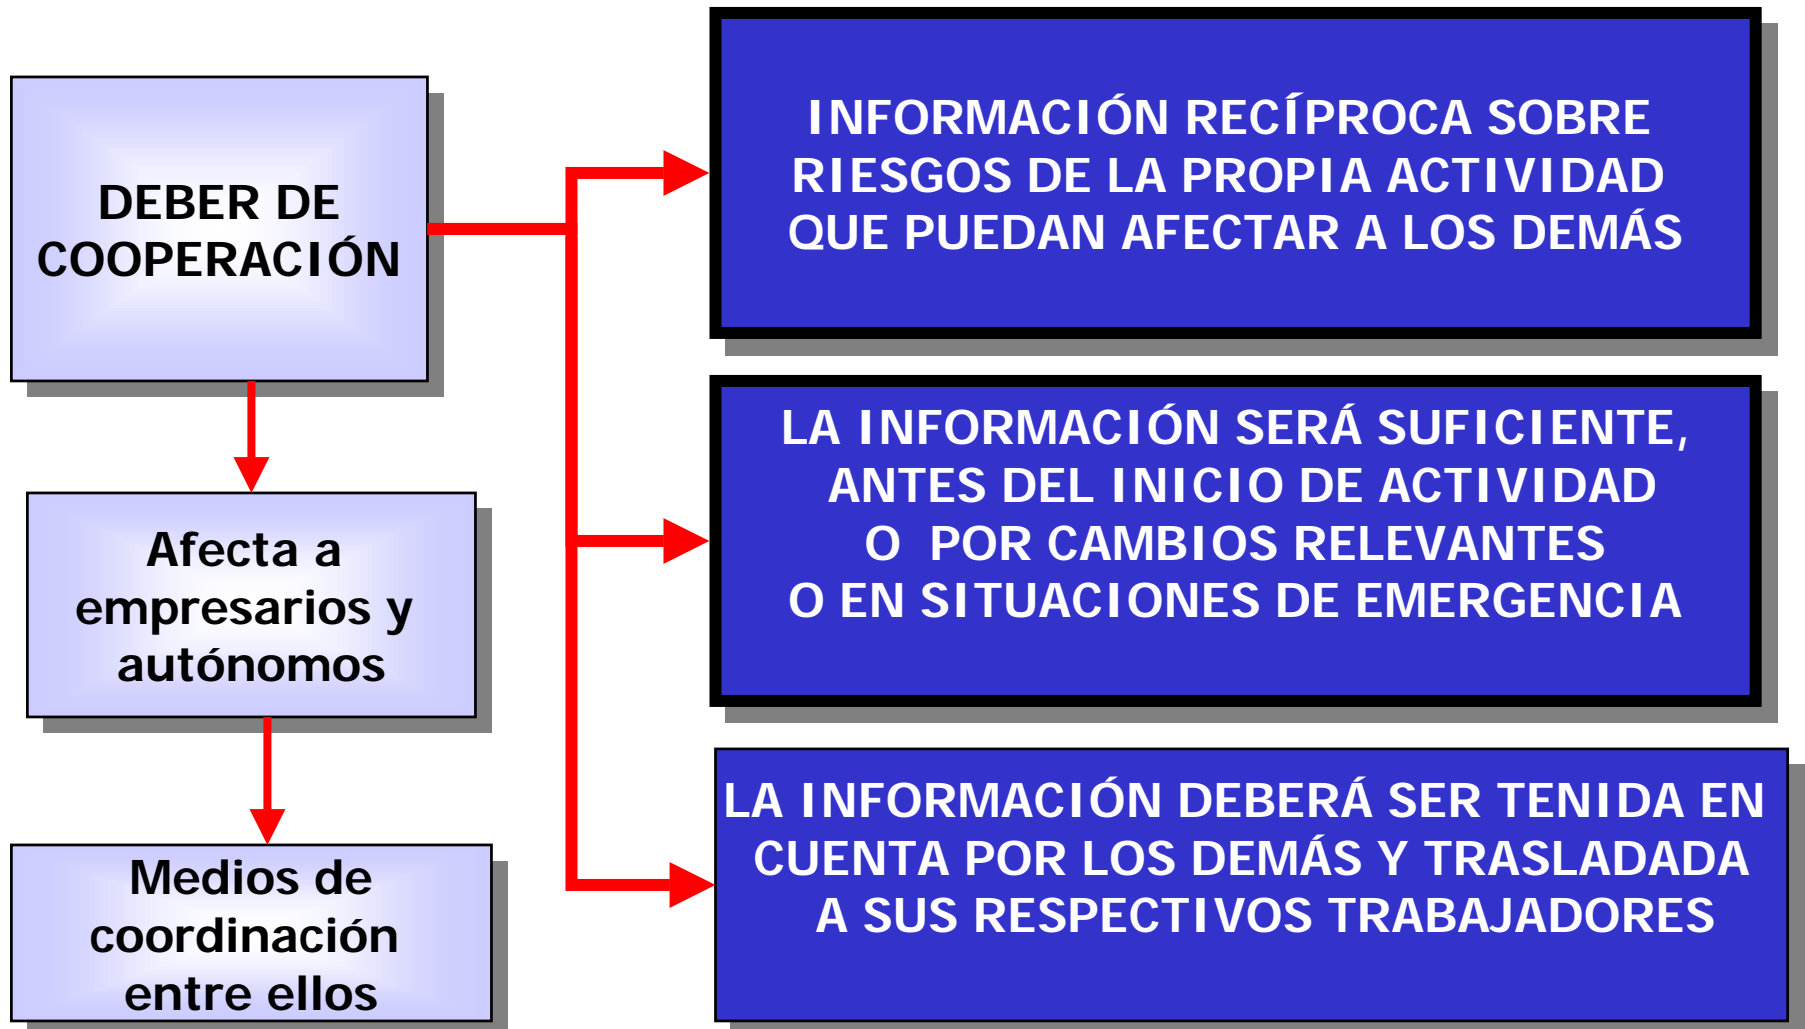 DEBER DE
COOPERACIÓN
Afecta a
empresarios y
autónomos
Medios de
coordinación
entre ellos
INFORMACIÓN RECÍPROCA SOBRE
RIESGOS DE LA PROPIA ACTIVIDAD
QUE PUEDAN AFECTAR A LOS DEMÁS
LA INFORMACIÓN SERÁ SUFICIENTE,
ANTES DEL INICIO DE ACTIVIDAD
O POR CAMBIOS RELEVANTES
O EN SITUACIONES DE EMERGENCIA
LA INFORMACIÓN DEBERÁ SER TENIDA EN
CUENTA POR LOS DEMÁS Y TRASLADADA
A SUS RESPECTIVOS TRABAJADORES